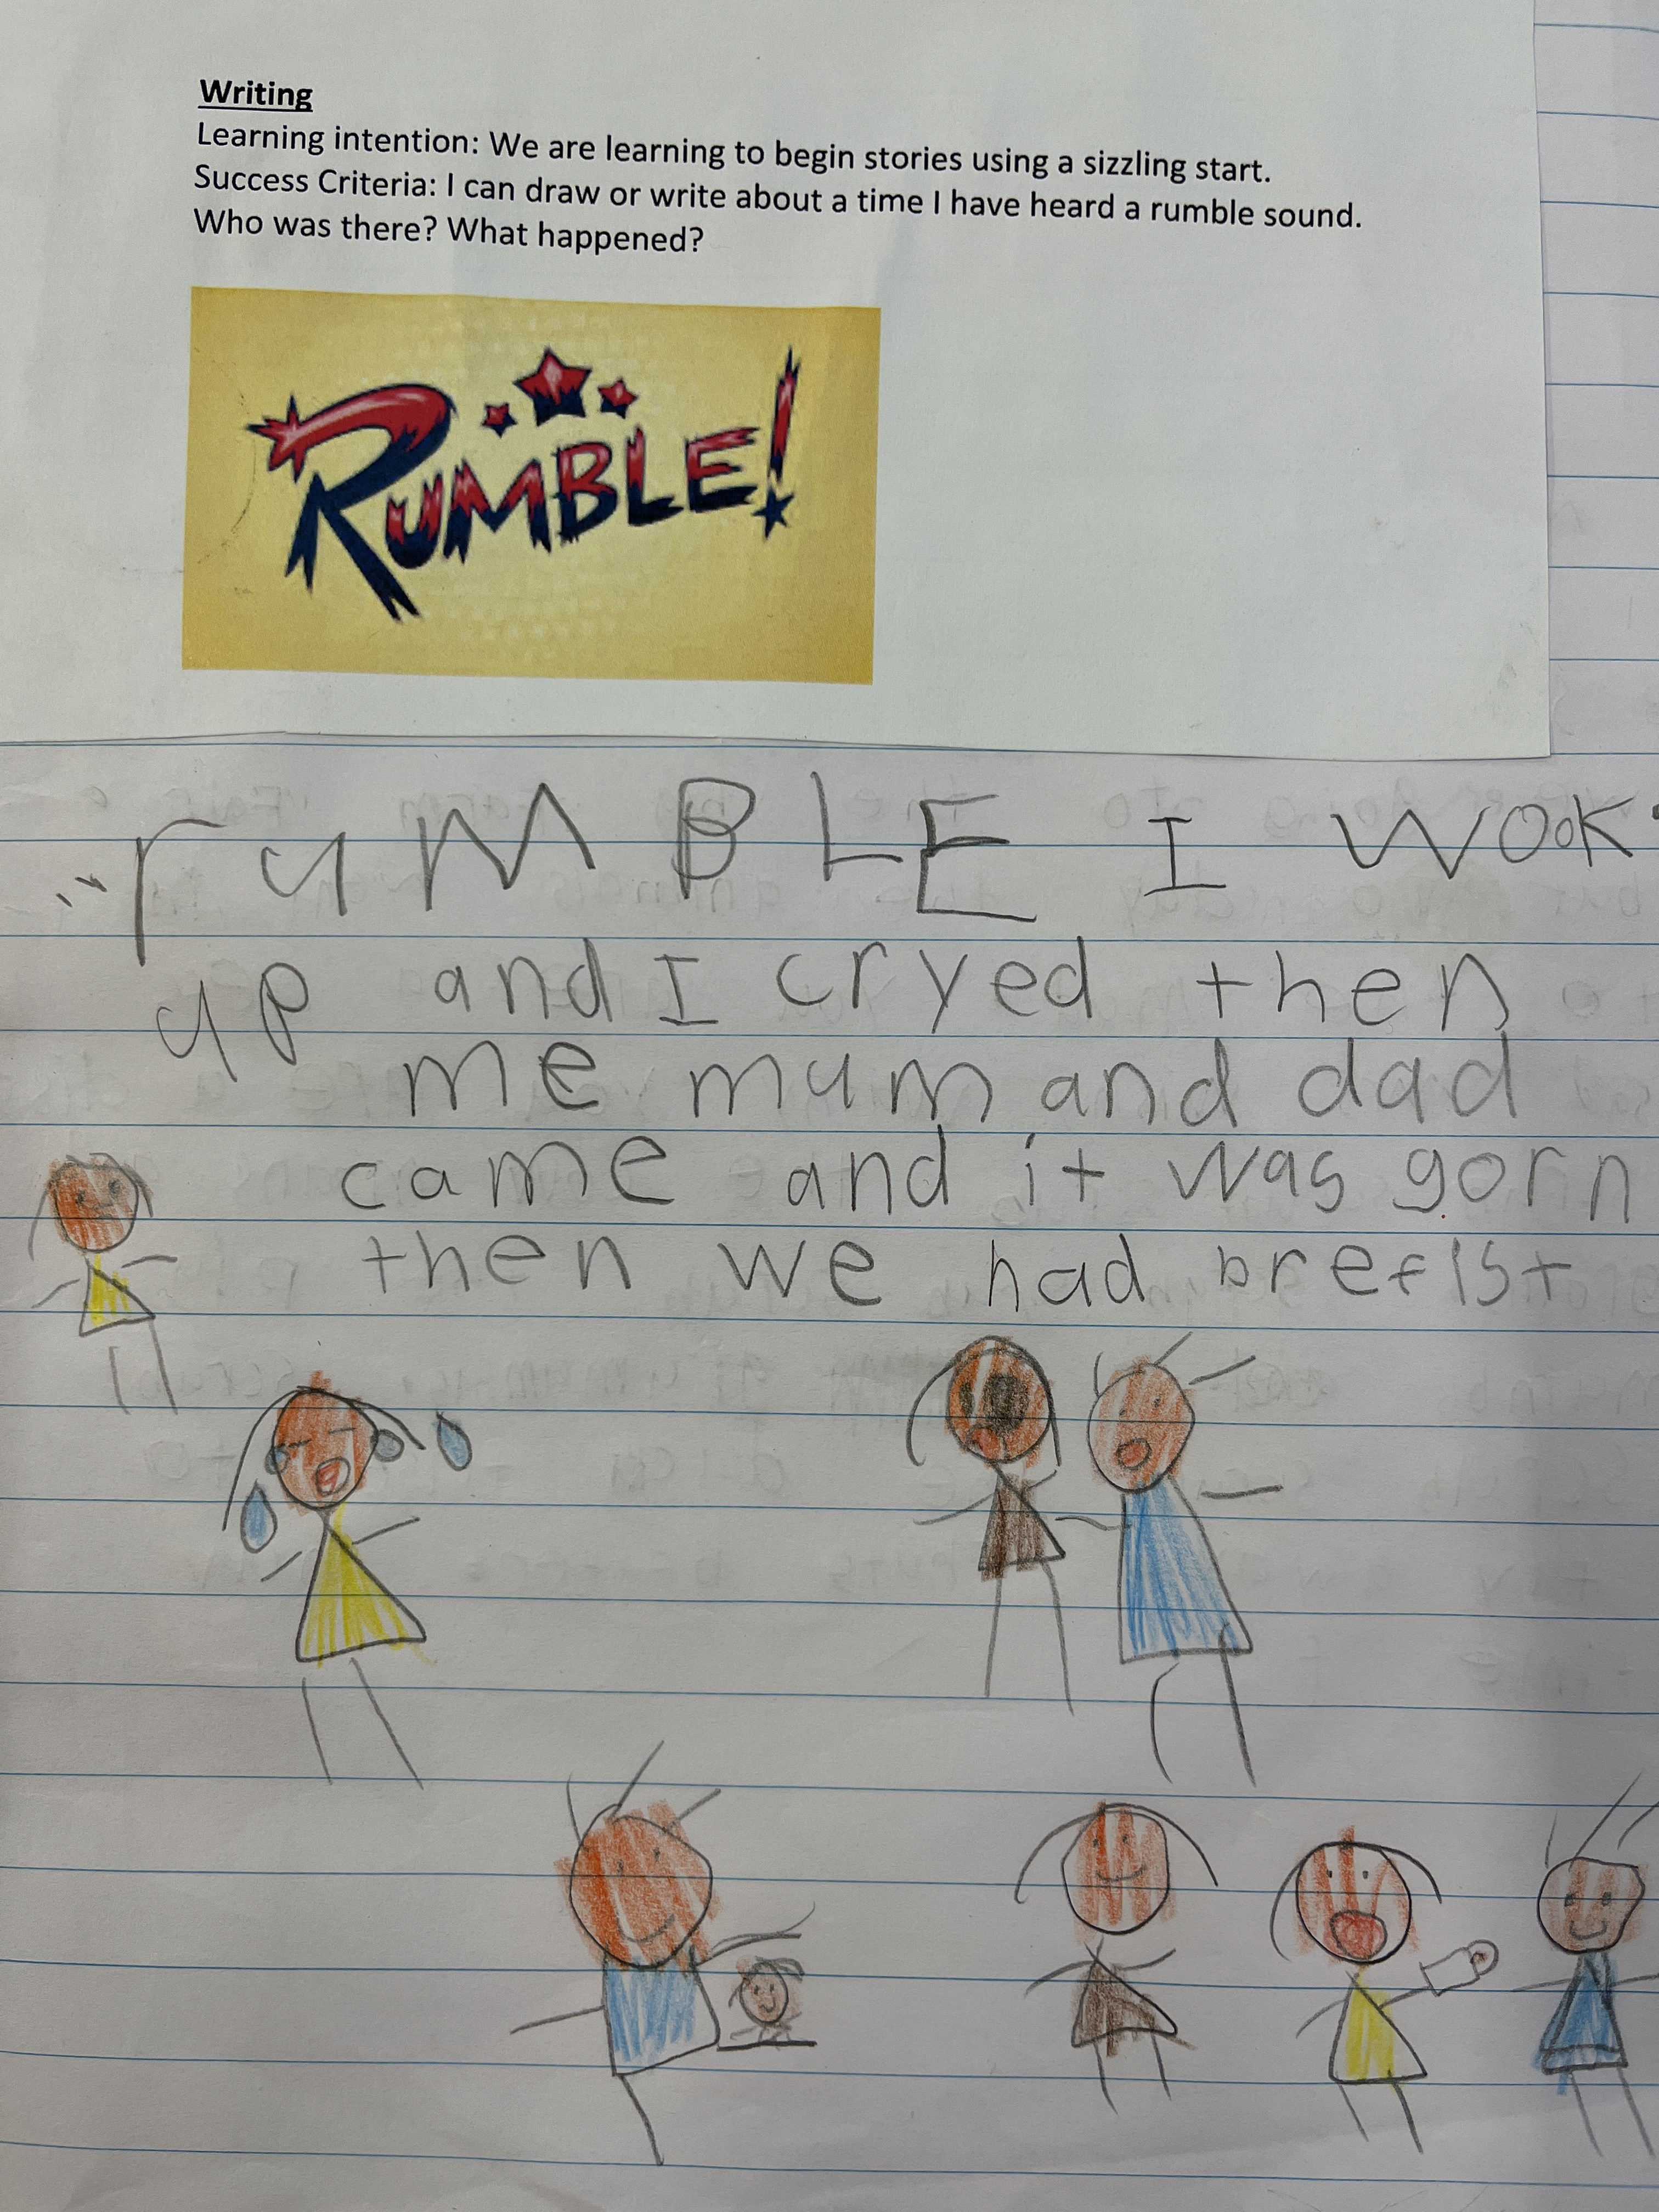 Writing
Learning intention: We are learning to begin stories using a sizzling start.
Success Criteria: I can draw or write about a time I have heard a rumble sound.
Who was there? What happened?
RUMBLE!
"rumBLE I wook
up and I cryed then
me mum and dad
came and it was gorn
then we had brefist